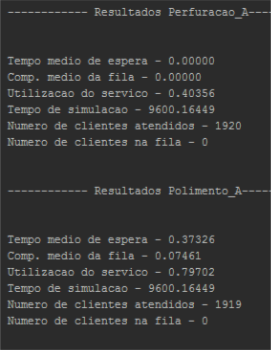 ------------ Resultados Perfuracao_A----
Tempo medio de espera - 0.00000
Comp. medio da fila - 0.00000
Utilizacao do servico - 0.40356
Tempo de simulacao - 9600.16449
Numero de clientes atendidos - 1920
Numero de clientes na fila - 0
------------ Resultados Polimento_A-----
Tempo medio de espera - 0.37326
Comp. medio da fila - 0.07461
Utilizacao do servico - 0.79702
Tempo de simulacao - 9600.16449
Numero de clientes atendidos - 1919
Numero de clientes na fila - 0